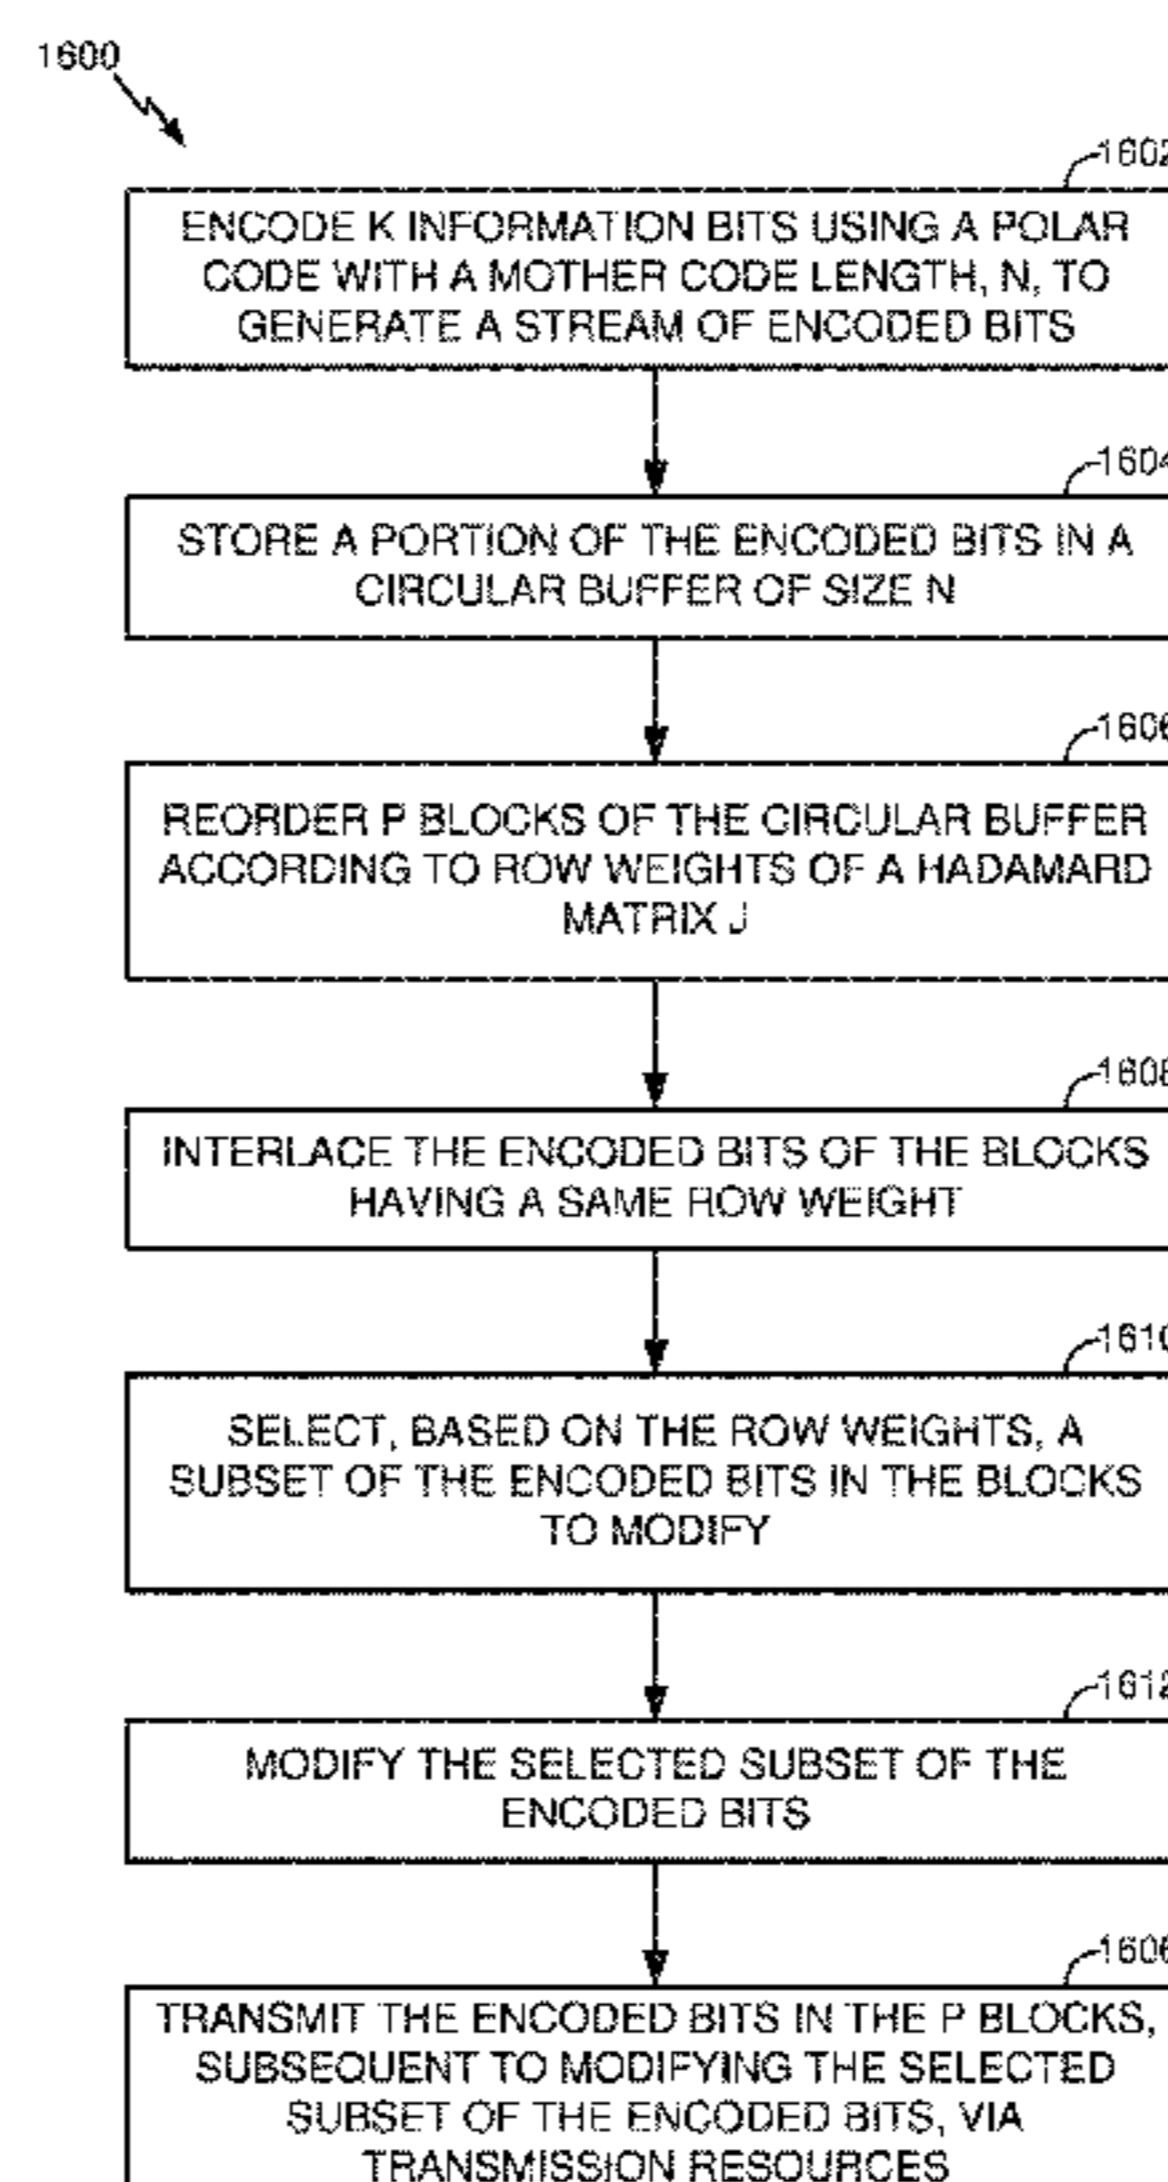 1600
1602
ENCODE K INFORMATION BITS USING A POLAR
CODE WITH A MOTHER CODE LENGTH, N, TO
GENERATE A STREAM OF ENCODED BITS
1604
STORE A PORTION OF THE ENCODED BITS IN A
CIRCULAR BUFFER OF SIZE N
1606
REORDER P BLOCKS OF THE CIRCULAR BUFFER
ACCORDING TO ROW WEIGHTS OF A HADAMARD
MATRIX J
1608
INTERLACE THE ENCODED BITS OF THE BLOCKS
HAVING A SAME ROW WEIGHT
1610
SELECT, BASED ON THE ROW WEIGHTS, A
SUBSET OF THE ENCODED BITS IN THE BLOCKS
TO MODIFY
1612
MODIFY THE SELECTED SUBSET OF THE
ENCODED BITS
1606
TRANSMIT THE ENCODED BITS IN THE P BLOCKS,
SUBSEQUENT TO MODIFYING THE SELECTED
SUBSET OF THE ENCODED BITS, VIA
TRANSMISSION RESOURCES